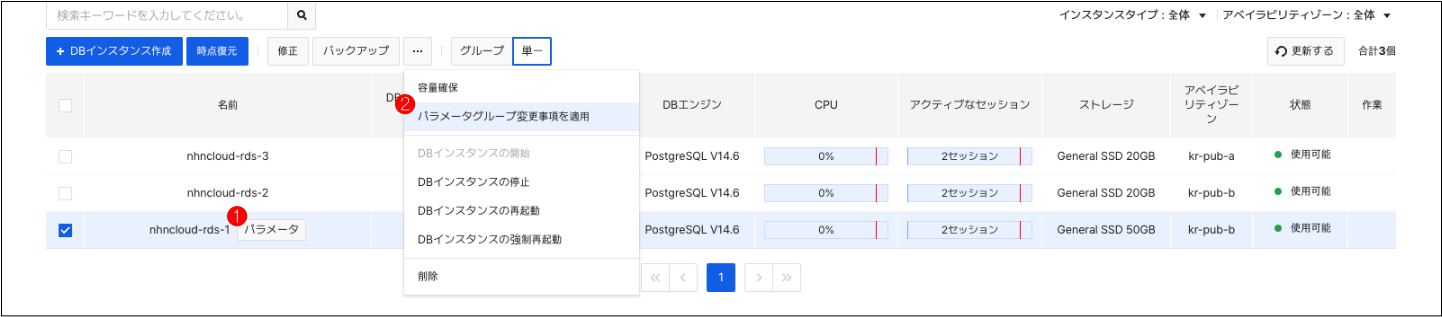 検索キーワードを入力してください。
インスタンスタイプ : 全体 ▼ アベイラビリティゾーン : 全体 ▼
+ DBインスタンス作成 時点復元 修正 バックアップ ... グループ 単一 更新する 合計3個
容量確保
2 パラメータグループ変更事項を適用
DBインスタンスの開始
DBインスタンスの停止
DBインスタンスの再起動
DBインスタンスの強制再起動
削除
名前 DB DBエンジン CPU アクティブなセッション ストレージ アベイラビ
リティゾー
ン 状態 作業
nhncloud-rds-3 PostgreSQL V14.6 0% 2セッション General SSD 20GB kr-pub-a 使用可能
nhncloud-rds-2 PostgreSQL V14.6 0% 2セッション General SSD 20GB kr-pub-b 使用可能
1 nhncloud-rds-1 パラメータ PostgreSQL V14.6 0% 2セッション General SSD 50GB kr-pub-b 使用可能
« ‹ 1 › »